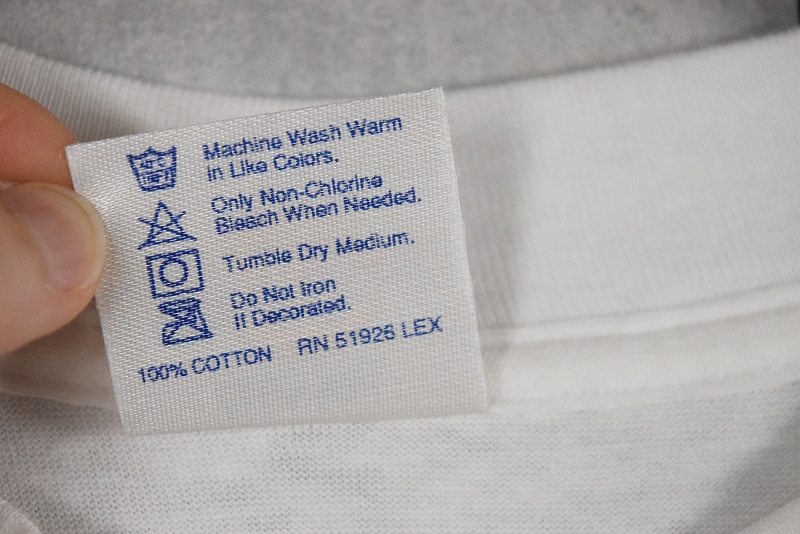 Machine Wash Warm
in Like Colors.
Only Non-Chlorine
Bleach When Needed.
Tumble Dry Medium.
Do Not Iron
If Decorated.
100% COTTON RN 51926 LEX